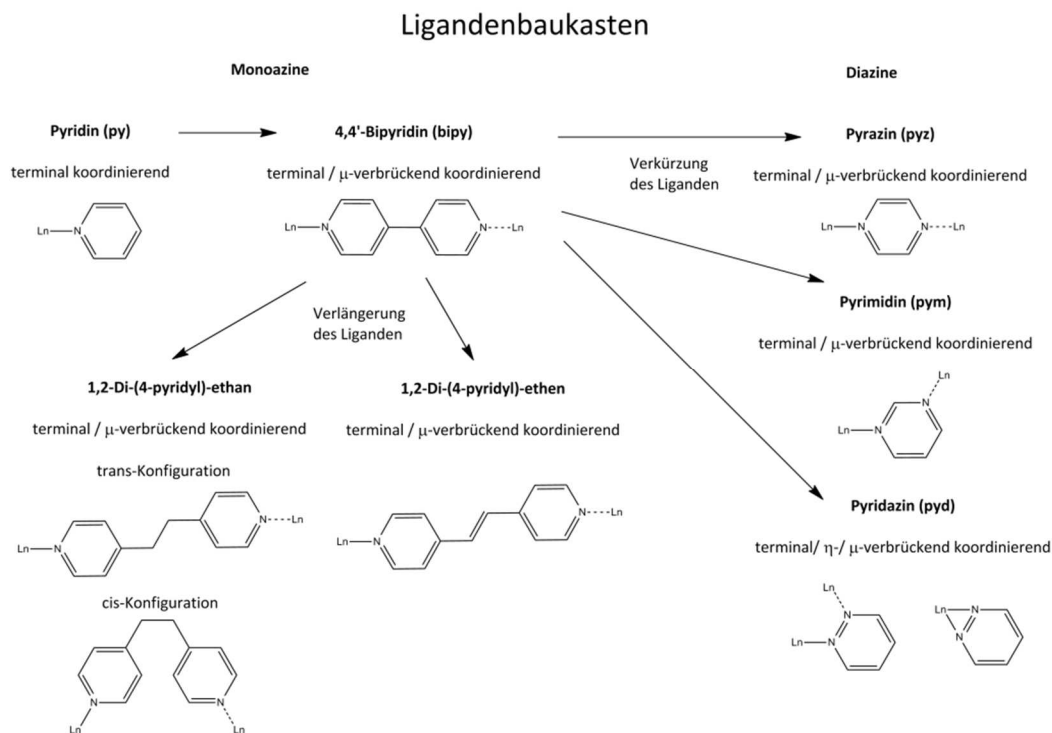 Ligandenbaukasten
Monoazine
Diazine
Pyridin (py)
4,4'-Bipyridin (bipy)
Pyrazin (pyz)
terminal koordinierend
terminal / μ-verbrückend koordinierend
Verkürzung
des Liganden
terminal / μ-verbrückend koordinierend
Ln
N
Ln
N
N
Ln
Ln
N
N
Ln
Pyrimidin (pym)
Verlängerung
des Liganden
terminal / μ-verbrückend koordinierend
Ln
N
Ln
N
1,2-Di-(4-pyridyl)-ethan
1,2-Di-(4-pyridyl)-ethen
terminal / μ-verbrückend koordinierend
terminal / μ-verbrückend koordinierend
trans-Konfiguration
N
Ln
Ln
N
N
Ln
Ln
N
Pyridazin (pyd)
terminal/ η-/ μ-verbrückend koordinierend
Ln
N
Ln
N
Ln
N
N
cis-Konfiguration
N
N
Ln
Ln